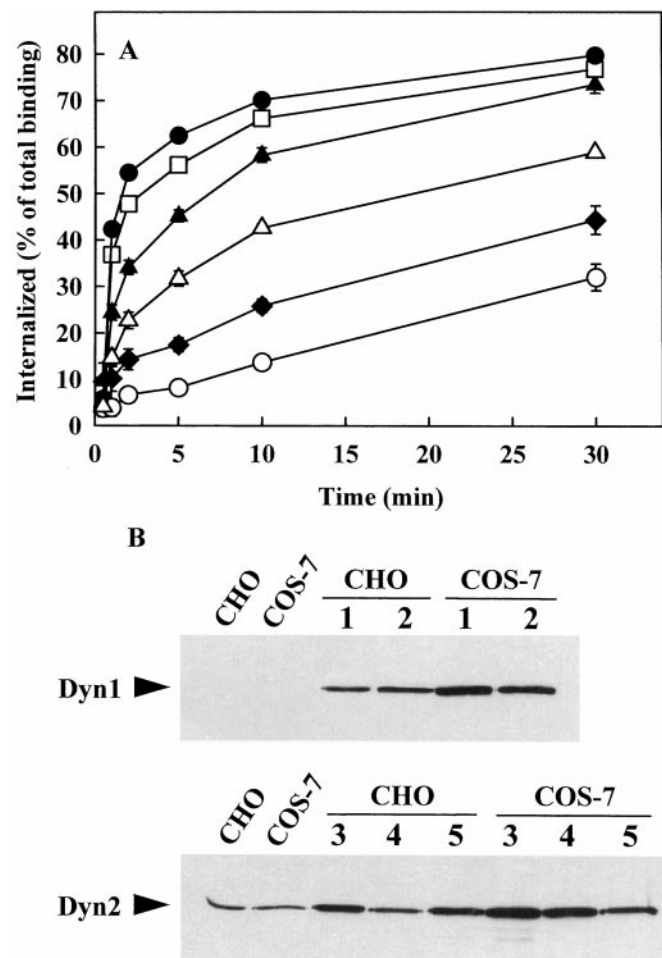 A
Internalized (% of total binding)
80
70
60
50
40
30
20
10
0
0 5 10 15 20 25 30
Time (min)
B
CHO COS-7 CHO COS-7
1 2 1 2
Dyn1
CHO COS-7 CHO COS-7
3 4 5 3 4 5
Dyn2